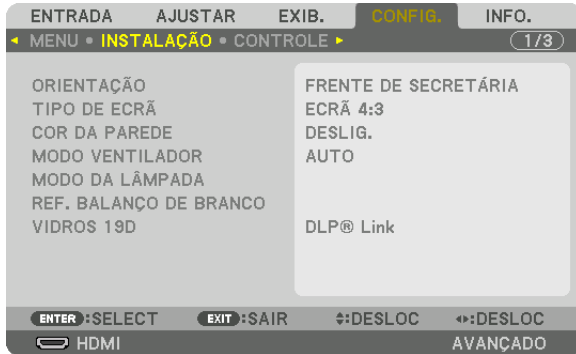 ENTRADA AJUSTAR EXIB. CONFIG. INFO.
MENU • INSTALAÇÃO • CONTROLE 1/3
ORIENTAÇÃO FRENTE DE SECRETÁRIA
TIPO DE ECRÃ ECRÃ 4:3
COR DA PAREDE DESLIG.
MODO VENTILADOR AUTO
MODO DA LÂMPADA
REF. BALANÇO DE BRANCO
VIDROS 19D DLP® Link
ENTER :SELECT EXIT :SAIR :DESLOC :DESLOC
HDMI AVANÇADO